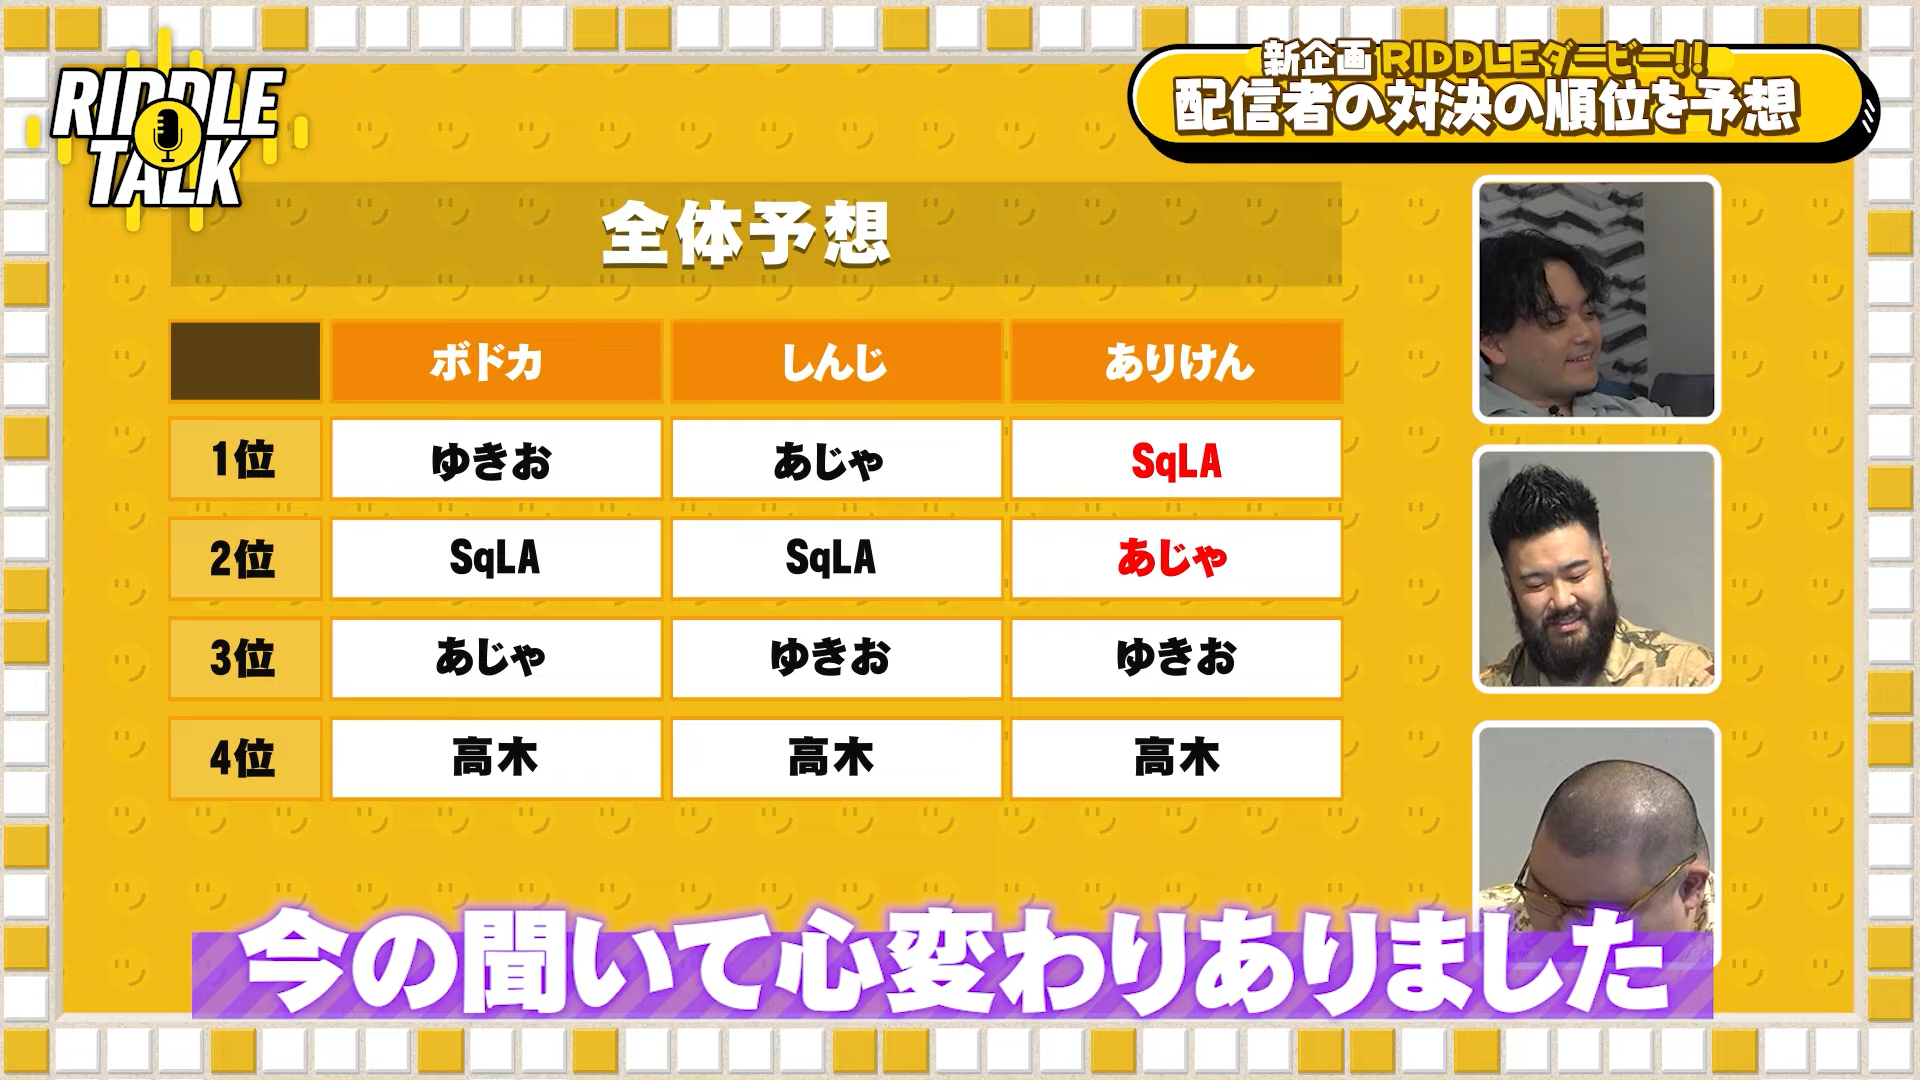 RIDDLE
TALK
新企画 RIDDLEダービー!!
配信者の対決の順位を予想
全体予想
ボドカ しんじ ありけん
1位 ゆきお あじゃ SqLA
2位 SqLA SqLA あじゃ
3位 あじゃ ゆきお ゆきお
4位 高木 高木 高木
今の聞いて心変わりありました